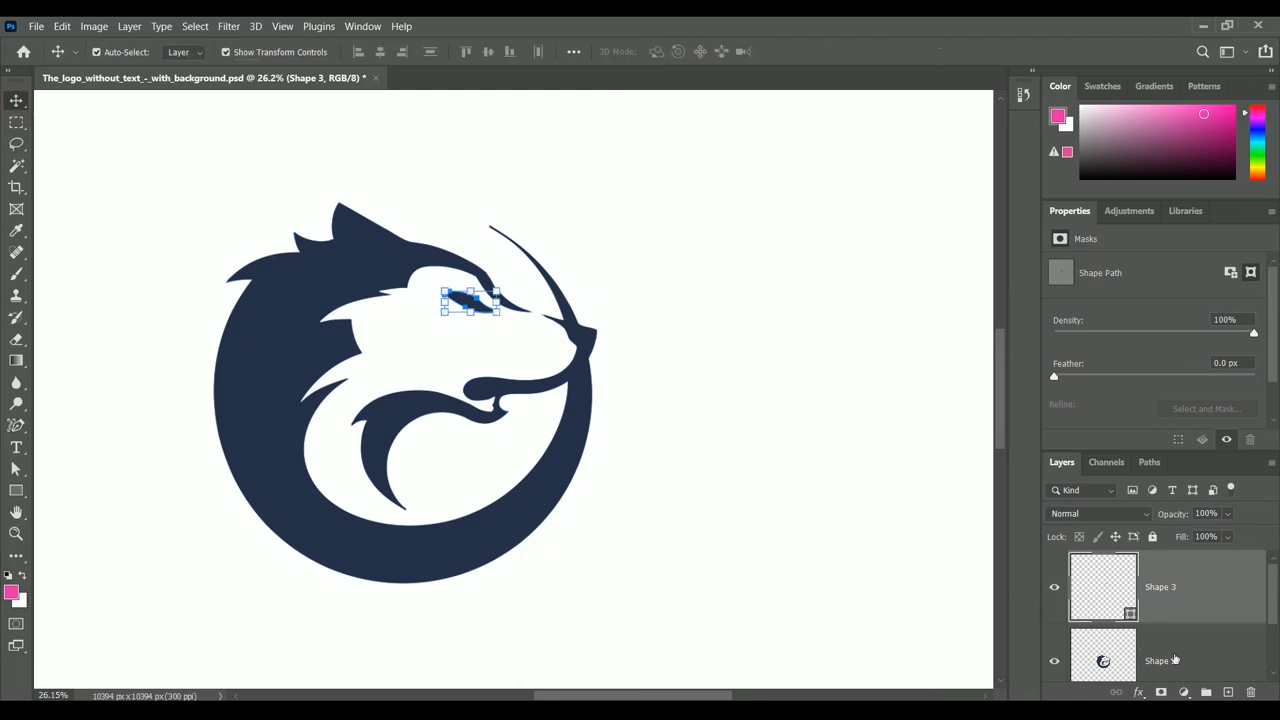 Ps File Edit Image Layer Type Select Filter 3D View Plugins Window Help
Auto-Select: Layer Show Transform Controls 3D Mode:
The_logo_without_text_-_with_background.psd @ 26.2% (Shape 3, RGB/8) *
Color Swatches Gradients Patterns
Properties Adjustments Libraries
Masks
Shape Path
Density: 100%
Feather: 0.0 px
Refine: Select and Mask...
Layers Channels Paths
Kind
Normal Opacity: 100%
Lock: Fill: 100%
Shape 3
Shape
26.15% 10394 px x 10394 px (300 ppi)